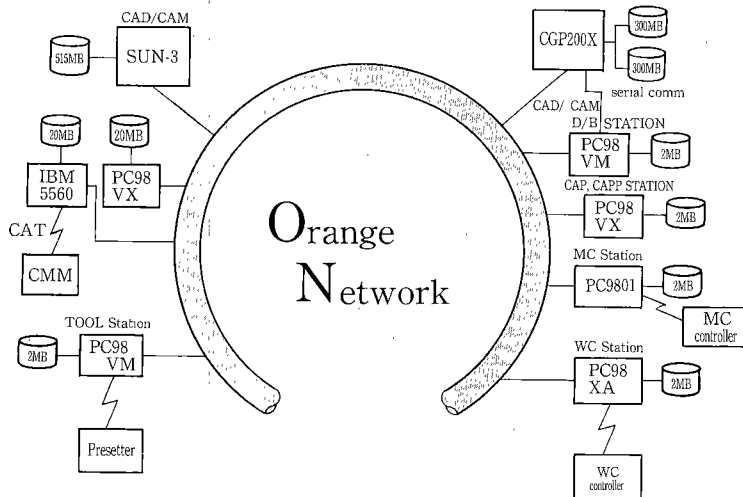 CAD/CAM
SUN-3
515MB
20MB
20MB
IBM
5560
PC98
VX
CAT
CMM
TOOL Station
2MB
PC98
VM
Presetter
Orange
Network
CGP200X
300MB
300MB
serial comm
CAD/ CAM
D/B STATION
PC98
VM
2MB
CAP, CAPP STATION
PC98
VX
2MB
MC Station
PC9801
2MB
MC
controller
WC Station
PC98
XA
2MB
WC
controller